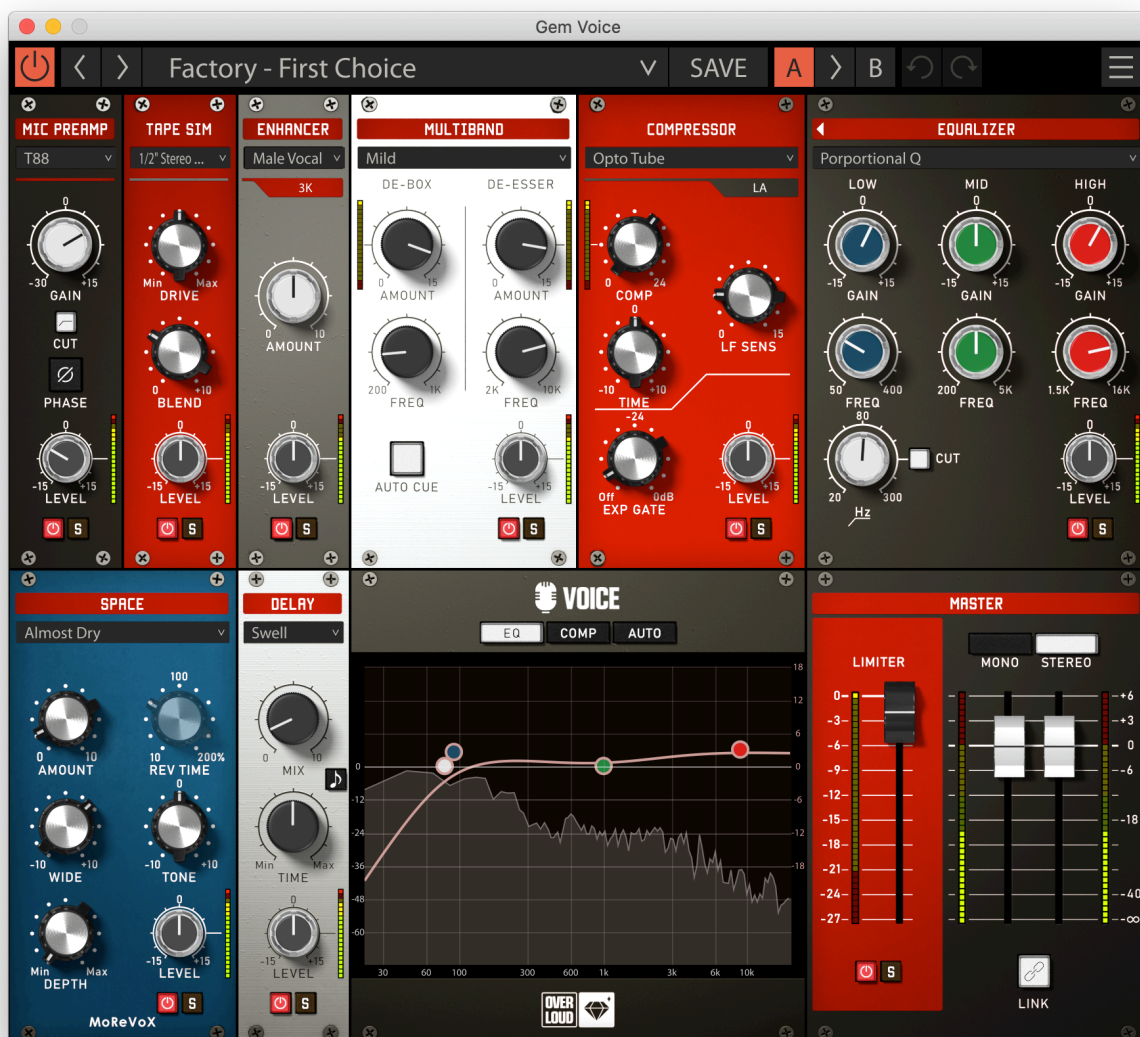 Gem Voice
Factory - First Choice
SAVE
A
B
MIC PREAMP
T88
0
-30 +15
GAIN
CUT
PHASE
0
-15 +15
LEVEL
S
TAPE SIM
1/2" Stereo ...
Min Max
DRIVE
0 +10
BLEND
0
-15 +15
LEVEL
S
ENHANCER
Male Vocal
3K
0 10
AMOUNT
0
-15 +15
LEVEL
S
MULTIBAND
Mild
DE-BOX DE-ESSER
0 15 0 15
AMOUNT AMOUNT
200 1K 2K 10K
FREQ FREQ
AUTO CUE
0
-15 +15
LEVEL
S
COMPRESSOR
Opto Tube
LA
0 24
COMP
0 15
LF SENS
0
-10 +10
TIME
-24
Off 0dB
EXP GATE
0
-15 +15
LEVEL
S
EQUALIZER
Porportional Q
LOW MID HIGH
0 0 0
-15 +15 -15 +15 -15 +15
GAIN GAIN GAIN
50 400 200 5K 1.5K 16K
FREQ FREQ FREQ
80
20 300
Hz
CUT
0
-15 +15
LEVEL
S
SPACE
Almost Dry
0 10
AMOUNT
100
10 200%
REV TIME
-10 +10
WIDE
0
-10 +10
TONE
Min Max
DEPTH
0
-15 +15
LEVEL
S
MoReVoX
DELAY
Swell
0 10
MIX
Min Max
TIME
0
-15 +15
LEVEL
S
VOICE
EQ COMP AUTO
18
12
6
0 0
-12 -6
-24 -12
-36 -18
-48
-60
30 60 100 300 600 1k 3k 6k 10k
OVER
LOUD
MASTER
LIMITER
0
-3
-6
-9
-12
-15
-18
-21
-24
-27
S
MONO STEREO
+6
+3
0
-6
-18
-40
-∞
LINK